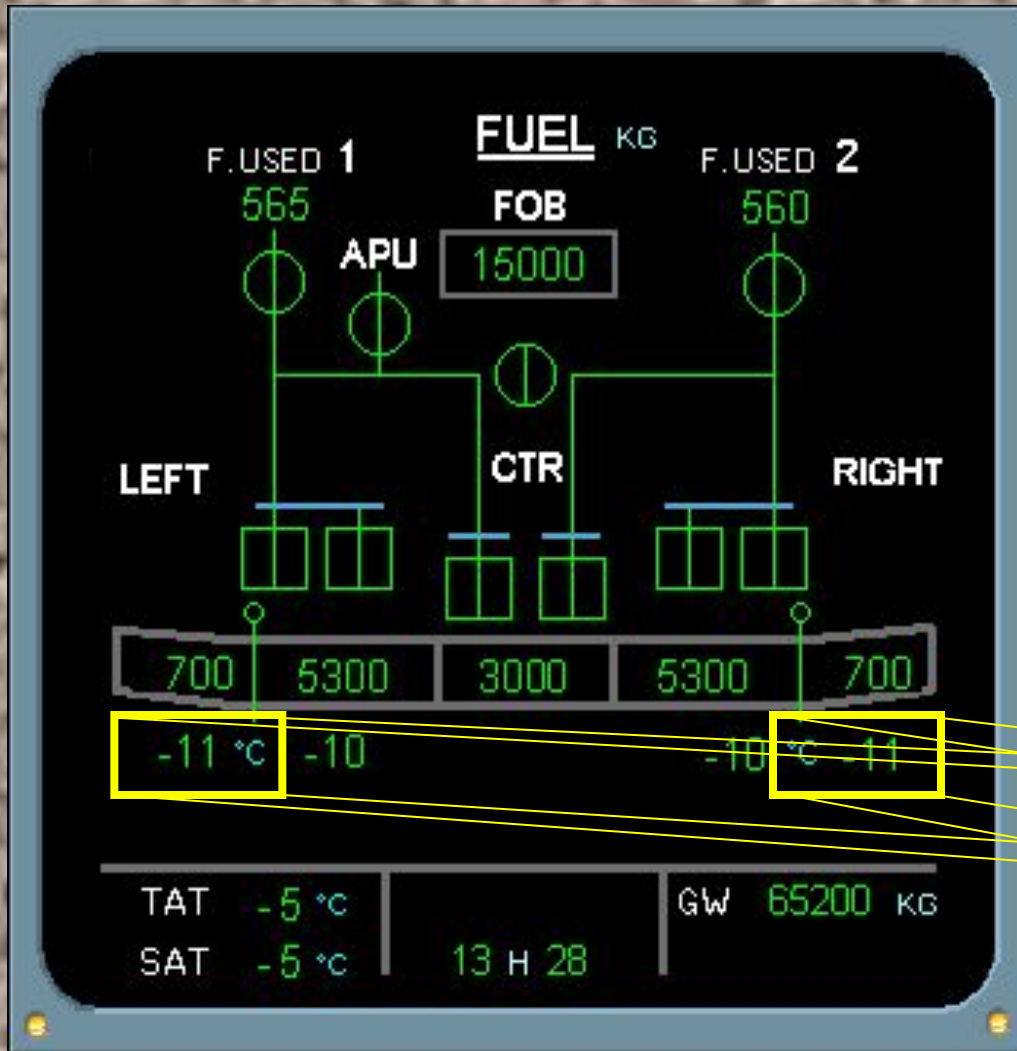 FUEL KG
F.USED 1 F.USED 2
565 FOB 560
APU 15000
LEFT CTR RIGHT
700 5300 3000 5300 700
-11 °C -10 -10 °C -11
TAT -5 °C GW 65200 KG
SAT -5 °C 13 H 28